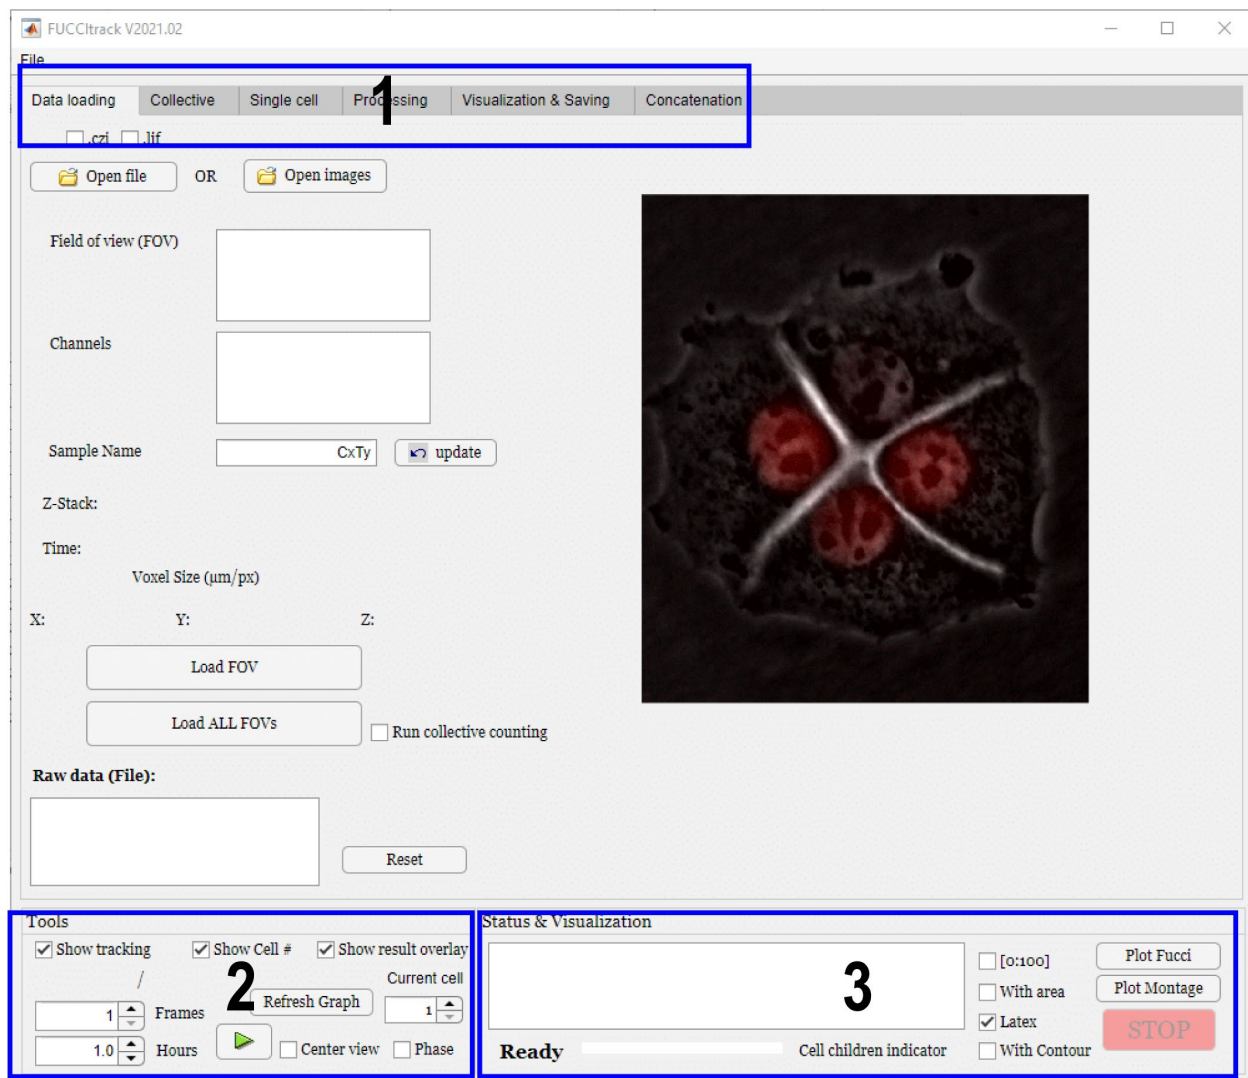 FUCCItrack V2021.02
File
1
Data loading Collective Single cell Processing Visualization & Saving Concatenation
.czi .lif
Open file OR Open images
Field of view (FOV)
Channels
Sample Name CxTy update
Z-Stack:
Time:
Voxel Size (µm/px)
X: Y: Z:
Load FOV
Load ALL FOVs
Run collective counting
Raw data (File):
Reset
Tools
Show tracking Show Cell # Show result overlay
/ Current cell
2
1 Frames Refresh Graph 1
1.0 Hours Center view Phase
Status & Visualization
3
[0:100] Plot Fucci
With area Plot Montage
Latex STOP
Ready Cell children indicator With Contour